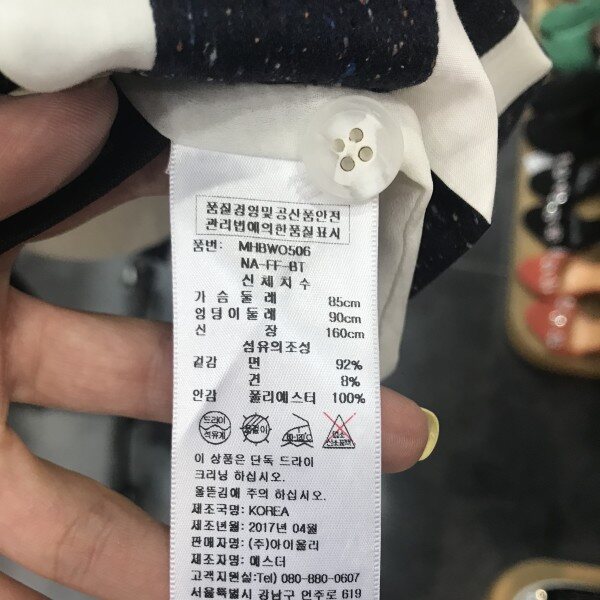 품질경영및공산품안전
관리법에의한품질표시
품번: MHBWO506
NA-FF-BT
신체치수
가슴둘레 85cm
엉덩이둘레 90cm
신 장 160cm
섬유의조성
겉감 면 92%
견 8%
안감 폴리에스터 100%
드라이
석유계
이 상품은 단독 드라이
크리닝 하십시오.
울뜯김에 주의 하십시오.
제조국명: KOREA
제조년월: 2017년 04월
판매자명: (주)아이올리
제조자명: 에스더
고객지원실:Tel) 080-880-0607
서울특별시 강남구 언주로 619